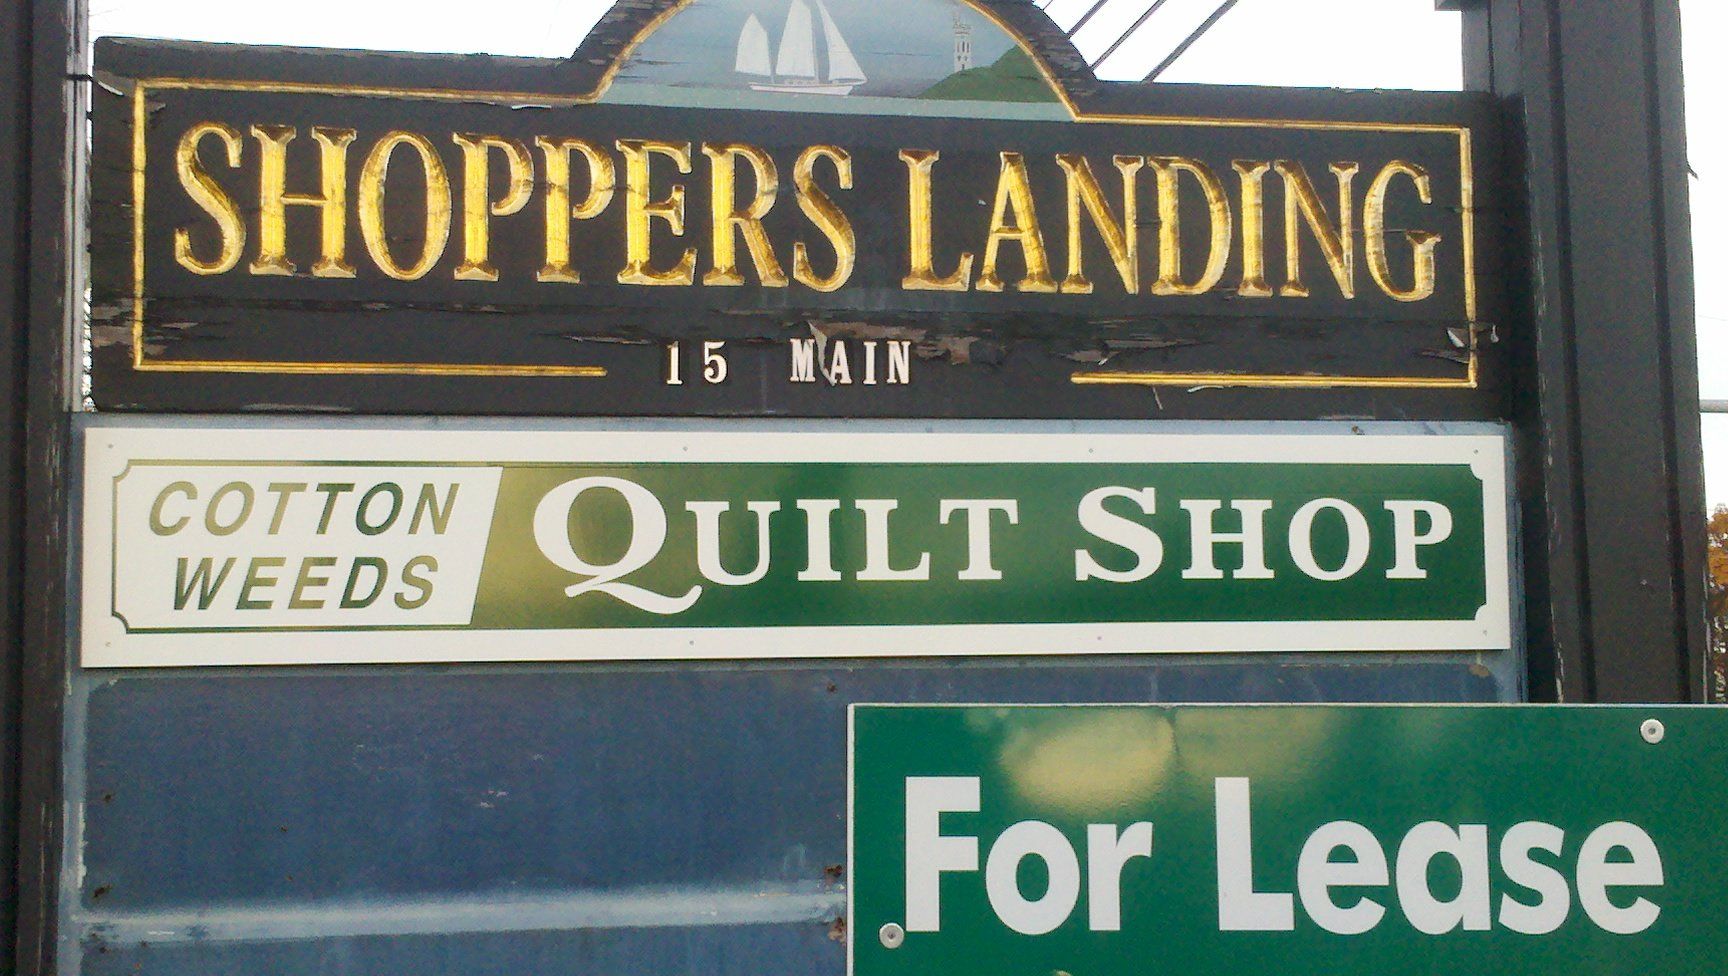 SHOPPERS LANDING
15 MAIN
COTTON
WEEDS
QUILT SHOP
For Lease